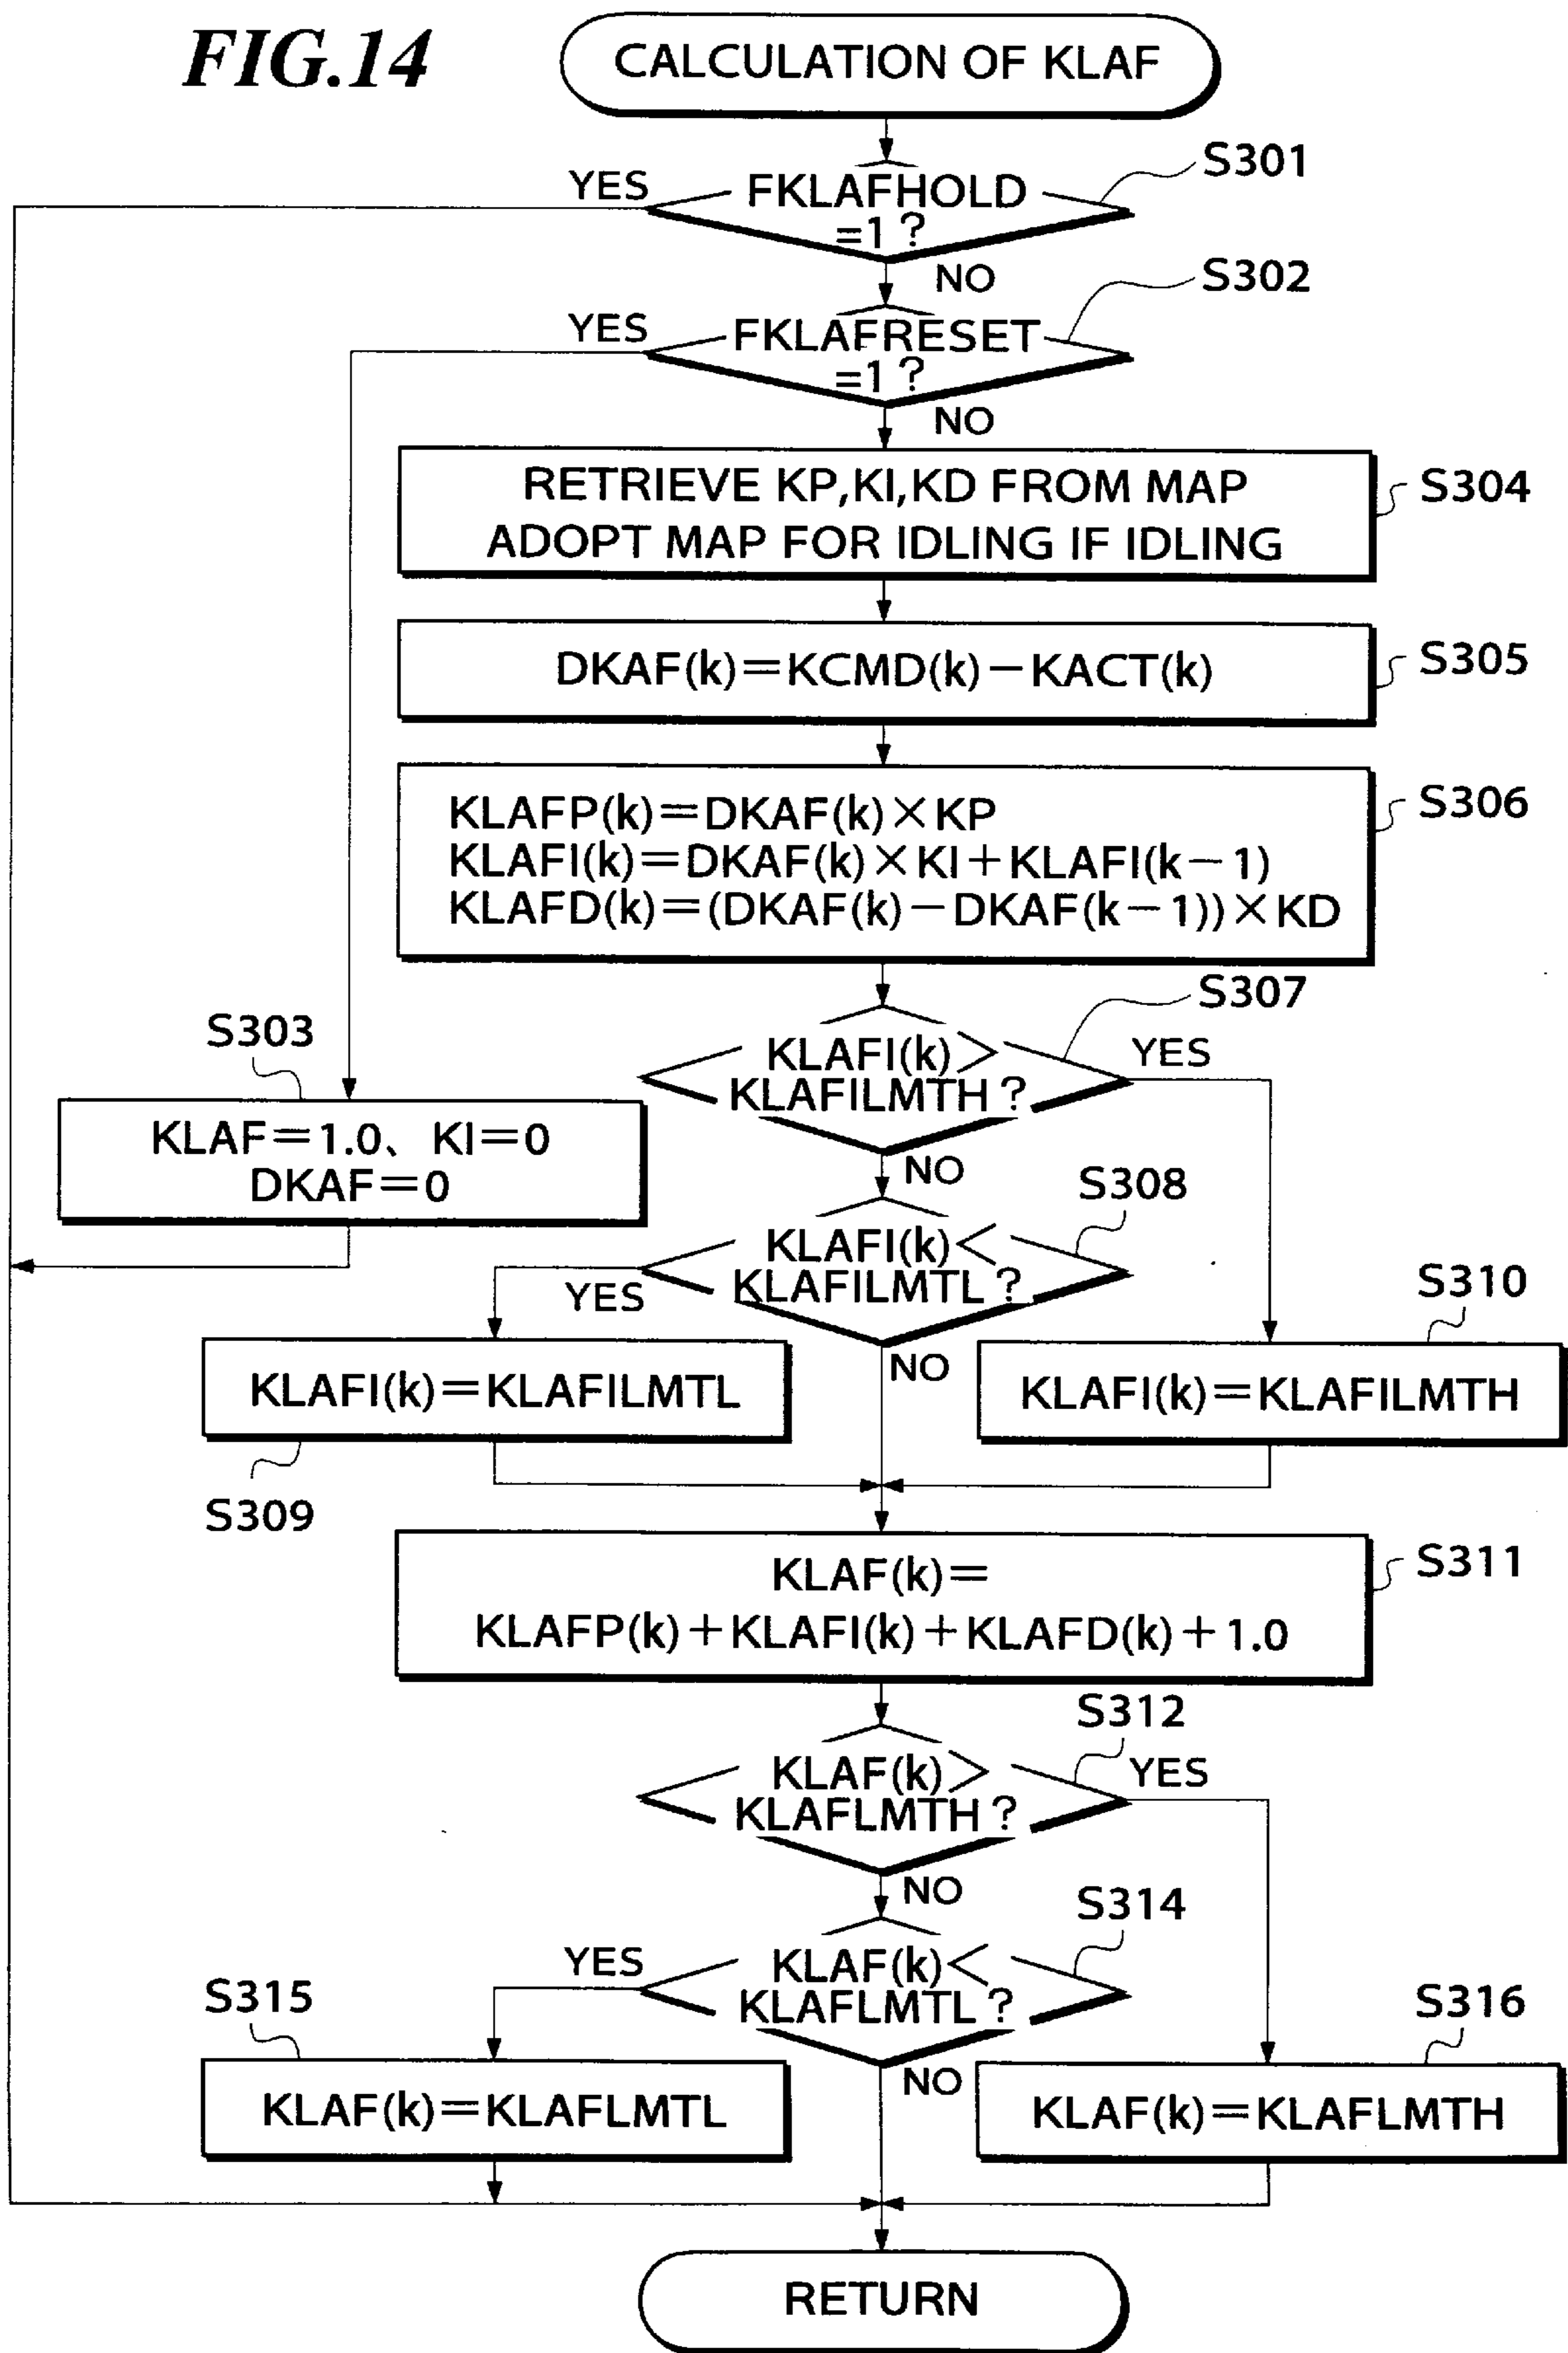 FIG.14
CALCULATION OF KLAF
S301
YES
FKLAFHOLD
=1?
NO
S302
YES
FKLAFRESET
=1?
NO
RETRIEVE KP,KI,KD FROM MAP
ADOPT MAP FOR IDLING IF IDLING
S304
DKAF(k)=KCMD(k)-KACT(k)
S305
KLAFP(k)=DKAF(k)×KP
KLAFI(k)=DKAF(k)×KI+KLAFI(k-1)
KLAFD(k)=(DKAF(k)-DKAF(k-1))×KD
S306
S307
KLAFI(k)>
KLAFILMTH?
YES
NO
S303
KLAF=1.0、KI=0
DKAF=0
S308
KLAFI(k)<
KLAFILMTL?
YES
NO
S310
KLAFI(k)=KLAFILMTL
KLAFI(k)=KLAFILMTH
S309
KLAF(k)=
KLAFP(k)+KLAFI(k)+KLAFD(k)+1.0
S311
S312
KLAF(k)>
KLAFLMTH?
YES
NO
S314
YES
KLAF(k)<
KLAFLMTL?
NO
S315
S316
KLAF(k)=KLAFLMTL
KLAF(k)=KLAFLMTH
RETURN